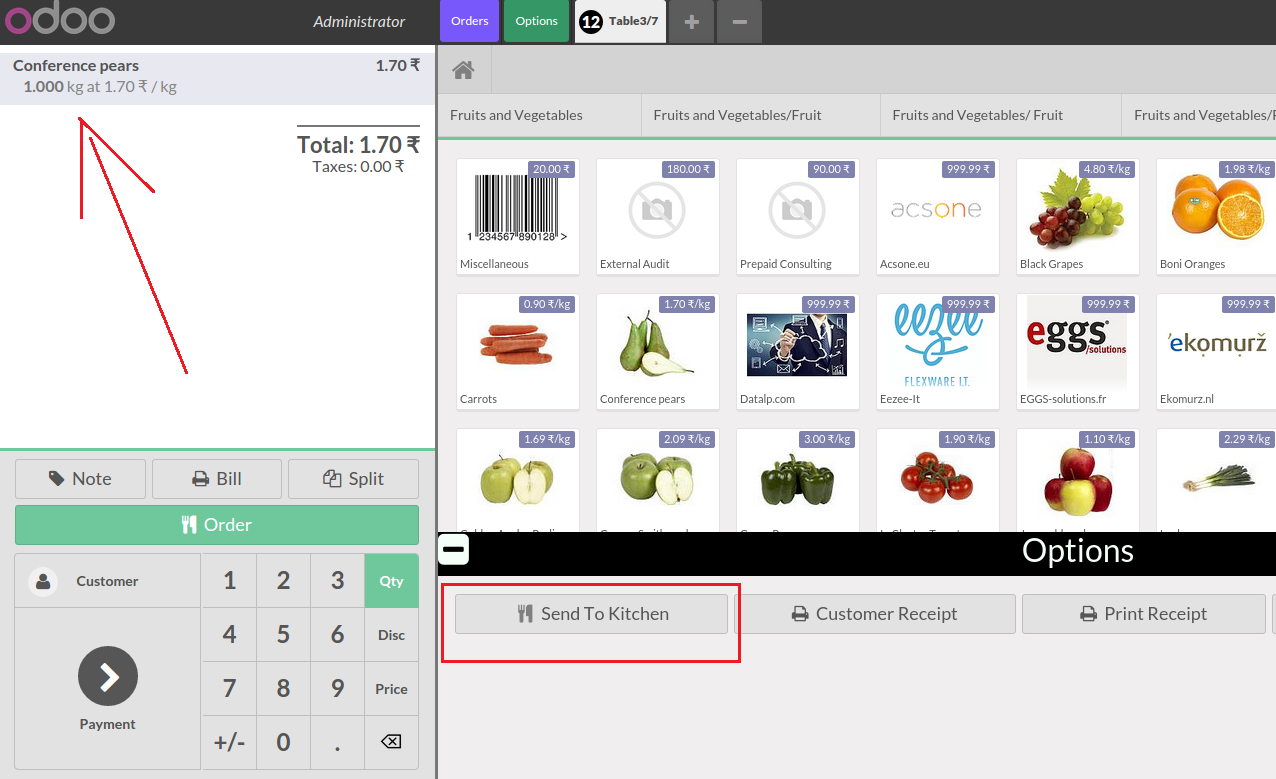 odoo
Administrator
Orders
Options
12 Table3/7
Conference pears 1.70 ₹
1.000 kg at 1.70 ₹ / kg
Total: 1.70 ₹
Taxes: 0.00 ₹
Fruits and Vegetables
Fruits and Vegetables/Fruit
Fruits and Vegetables/ Fruit
Fruits and Vegetables/F
20.00 ₹
1 234567 890128 >
Miscellaneous
180.00 ₹
External Audit
90.00 ₹
Prepaid Consulting
999.99 ₹
acsone
Acsone.eu
4.80 ₹/kg
Black Grapes
1.98 ₹/kg
Boni Oranges
0.90 ₹/kg
Carrots
1.70 ₹/kg
Conference pears
999.99 ₹
Datalp.com
999.99 ₹
eezee
FLEXWARE I.T.
Eezee-It
999.99 ₹
eggs
/solutions
EGGS-solutions.fr
999.99 ₹
ekomurž
Ekomurz.nl
1.69 ₹/kg
2.09 ₹/kg
3.00 ₹/kg
1.90 ₹/kg
1.10 ₹/kg
2.29 ₹/kg
Note
Bill
Split
Order
Customer
Payment
1 2 3 Qty
4 5 6 Disc
7 8 9 Price
+/- 0 .
Options
Send To Kitchen
Customer Receipt
Print Receipt